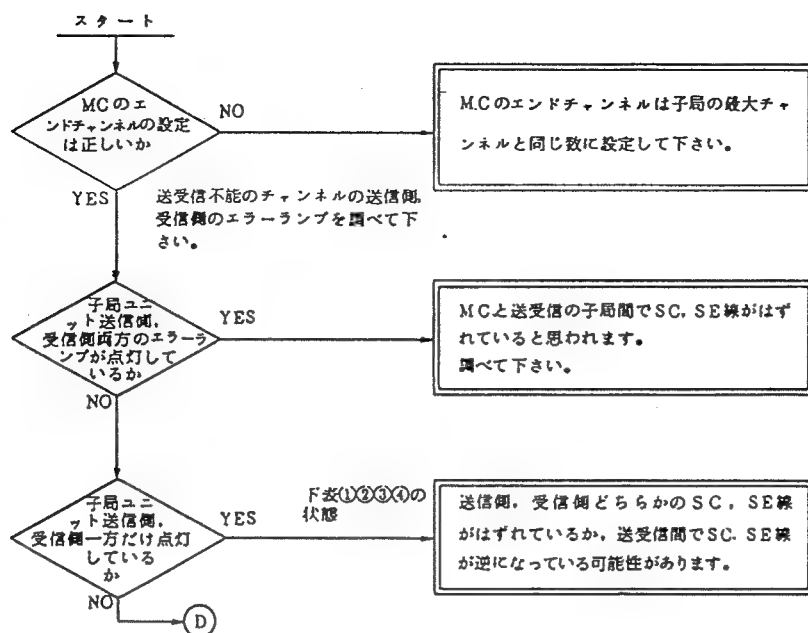 スタート
MCのエ
ンドチャンネルの設定
は正しいか
NO
MCのエンドチャンネルは子局の最大チャ
ンネルと同じ数に設定して下さい。
YES
送受信不能のチャンネルの送信側,
受信側のエラーランプを調べて下
さい。
子局ユニ
ット送信側,
受信側両方のエラーラ
ンプが点灯して
いるか
YES
MCと送受信の子局間でSC, SE線がはず
れていると思われます。
調べて下さい。
NO
子局ユニ
ット送信側,
受信側一方だけ点灯
している
か
YES
下表①②③④の
状態
送信側, 受信側どちらかのSC, SE線
がはずれているか, 送受信間でSC, SE線
が逆になっている可能性があります。
NO
D